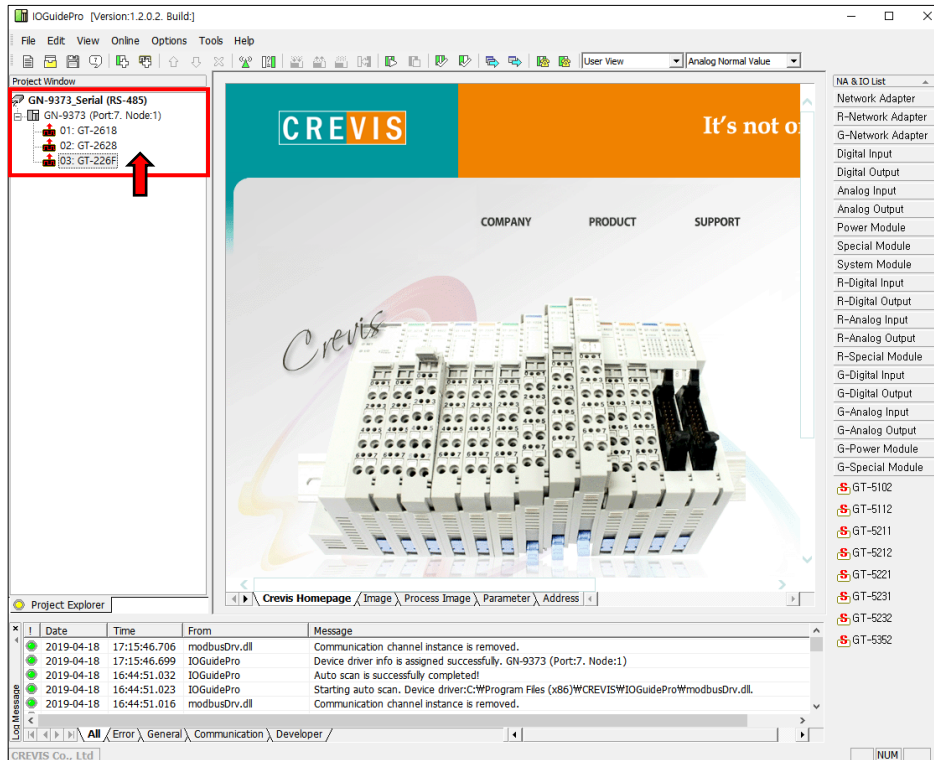 IOGuidePro [Version:1.2.0.2. Build:]
File Edit View Online Options Tools Help
User View Analog Normal Value
Project Window
GN-9373_Serial (RS-485)
GN-9373 (Port:7. Node:1)
01: GT-2618
02: GT-2628
03: GT-226F
Project Explorer
CREVIS
It's not o
COMPANY PRODUCT SUPPORT
Crevis
Crevis Homepage Image Process Image Parameter Address
NA & IO List
Network Adapter
R-Network Adapter
G-Network Adapter
Digital Input
Digital Output
Analog Input
Analog Output
Power Module
Special Module
System Module
R-Digital Input
R-Digital Output
R-Analog Input
R-Analog Output
R-Special Module
G-Digital Input
G-Digital Output
G-Analog Input
G-Analog Output
G-Power Module
G-Special Module
S GT-5102
S GT-5112
S GT-5211
S GT-5212
S GT-5221
S GT-5231
S GT-5232
S GT-5352
! Date Time From Message
2019-04-18 17:15:46.706 modbusDrv.dll Communication channel instance is removed.
2019-04-18 17:15:46.699 IOGuidePro Device driver info is assigned successfully. GN-9373 (Port:7. Node:1)
2019-04-18 16:44:51.032 IOGuidePro Auto scan is successfully completed!
2019-04-18 16:44:51.023 IOGuidePro Starting auto scan. Device driver:C:₩Program Files (x86)₩CREVIS₩IOGuidePro₩modbusDrv.dll.
2019-04-18 16:44:51.016 modbusDrv.dll Communication channel instance is removed.
Log Message
All Error General Communication Developer
CREVIS Co., Ltd NUM